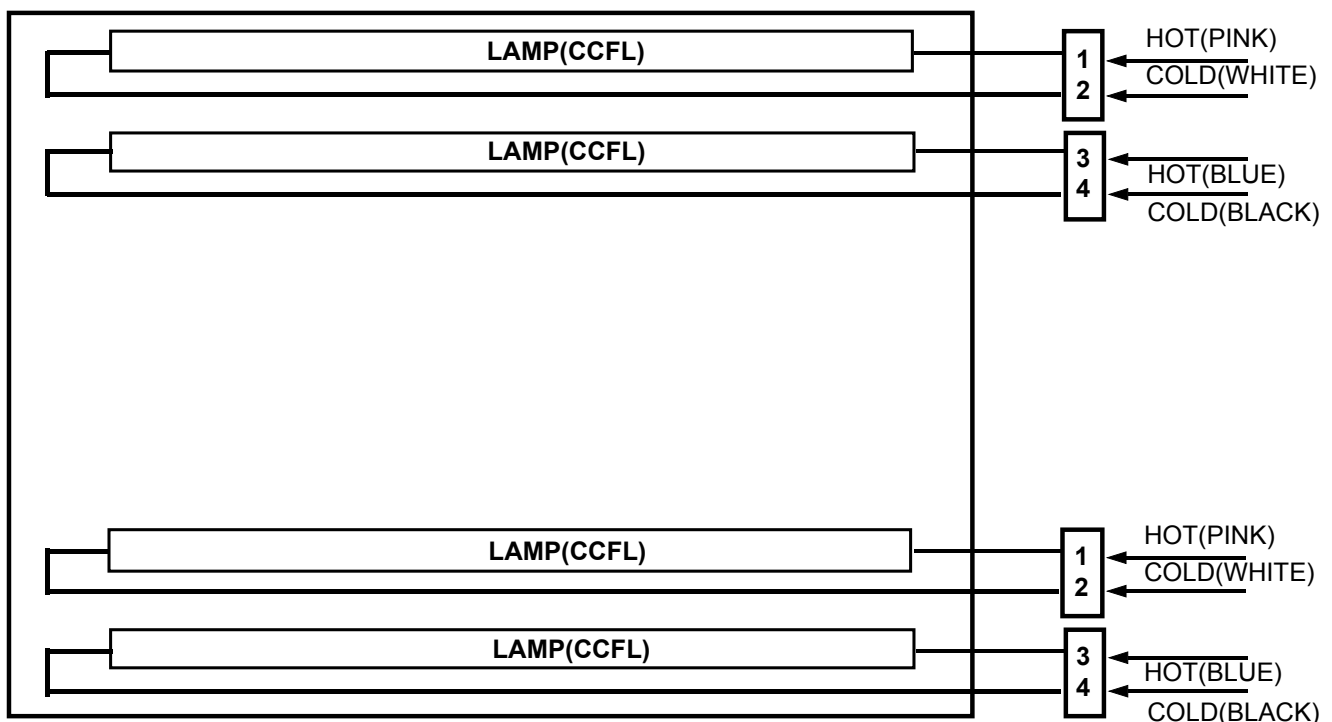 LAMP(CCFL)
1
HOT(PINK)
2
COLD(WHITE)
LAMP(CCFL)
3
HOT(BLUE)
4
COLD(BLACK)
LAMP(CCFL)
1
HOT(PINK)
2
COLD(WHITE)
LAMP(CCFL)
3
HOT(BLUE)
4
COLD(BLACK)